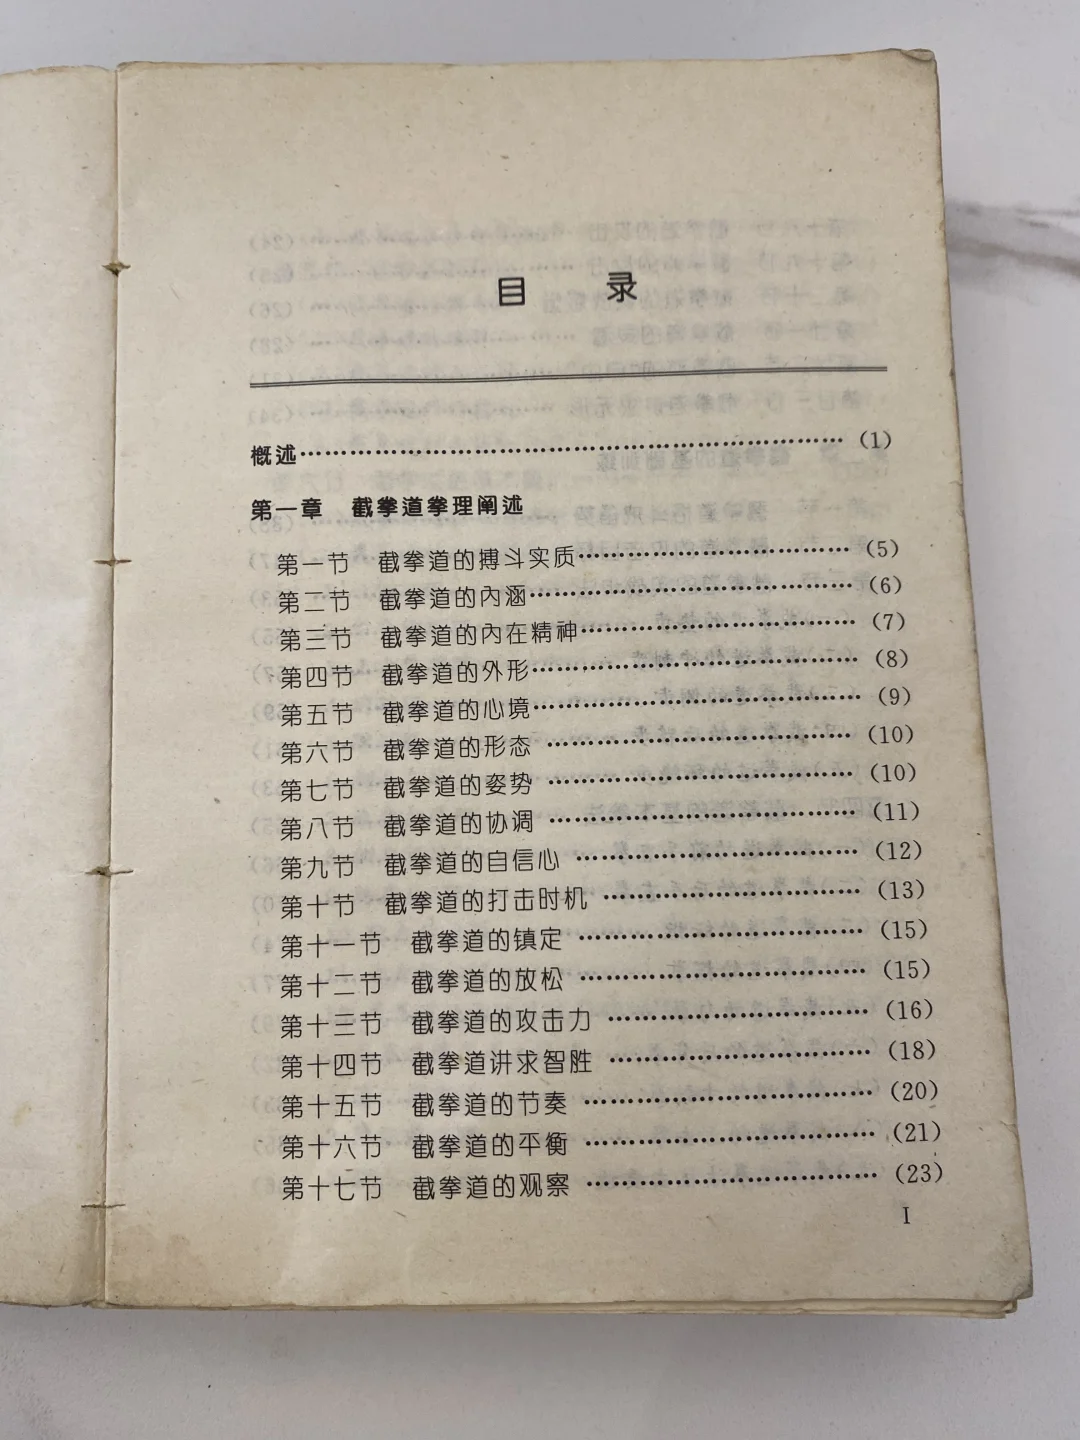 目 录
概述…………………………………………………………(1)
第一章 截拳道拳理阐述
第一节 截拳道的搏斗实质……………………………(5)
第二节 截拳道的内涵…………………………………(6)
第三节 截拳道的内在精神……………………………(7)
第四节 截拳道的外形…………………………………(8)
第五节 截拳道的心境…………………………………(9)
第六节 截拳道的形态…………………………………(10)
第七节 截拳道的姿势…………………………………(10)
第八节 截拳道的协调…………………………………(11)
第九节 截拳道的自信心………………………………(12)
第十节 截拳道的打击时机……………………………(13)
第十一节 截拳道的镇定………………………………(15)
第十二节 截拳道的放松………………………………(15)
第十三节 截拳道的攻击力……………………………(16)
第十四节 截拳道讲求智胜……………………………(18)
第十五节 截拳道的节奏………………………………(20)
第十六节 截拳道的平衡………………………………(21)
第十七节 截拳道的观察………………………………(23)
I